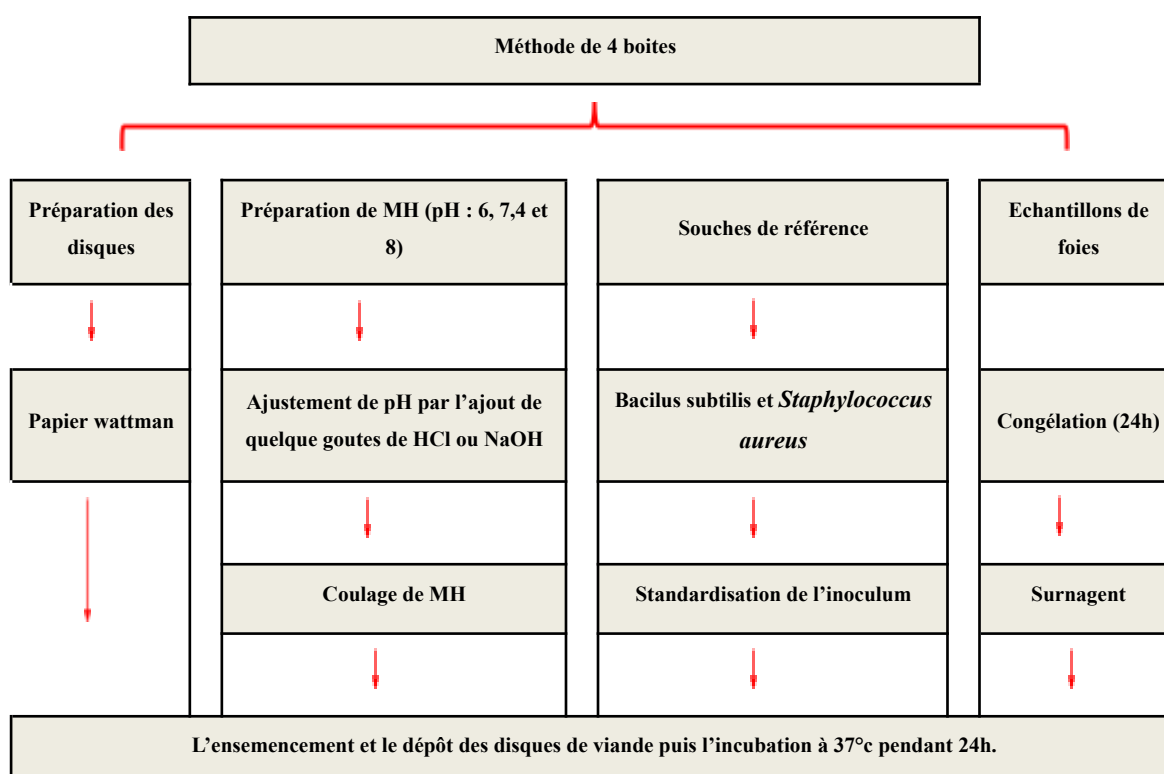 Méthode de 4 boites
Préparation des
disques
Préparation de MH (pH : 6, 7,4 et
8)
Souches de référence
Echantillons de
foies
Papier wattman
Ajustement de pH par l’ajout de
quelque goutes de HCl ou NaOH
Bacilus subtilis et Staphylococcus
aureus
Congélation (24h)
Coulage de MH
Standardisation de l’inoculum
Surnagent
L’ensemencement et le dépôt des disques de viande puis l’incubation à 37°c pendant 24h.